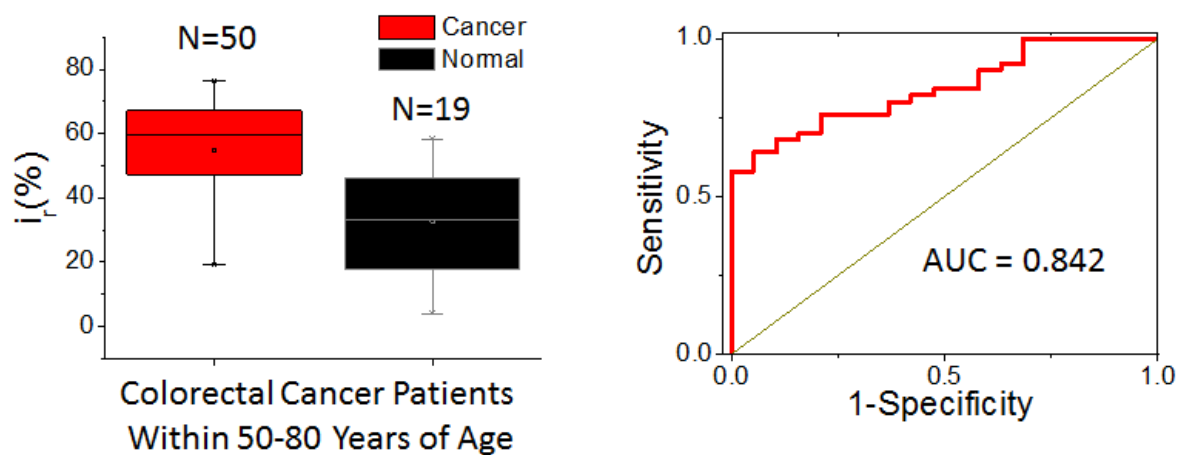 N=50
Cancer
Normal
N=19
80
60
40
20
0
i_r(%)
Colorectal Cancer Patients
Within 50-80 Years of Age
1.0
0.5
0.0
Sensitivity
AUC = 0.842
0.0
0.5
1.0
1-Specificity